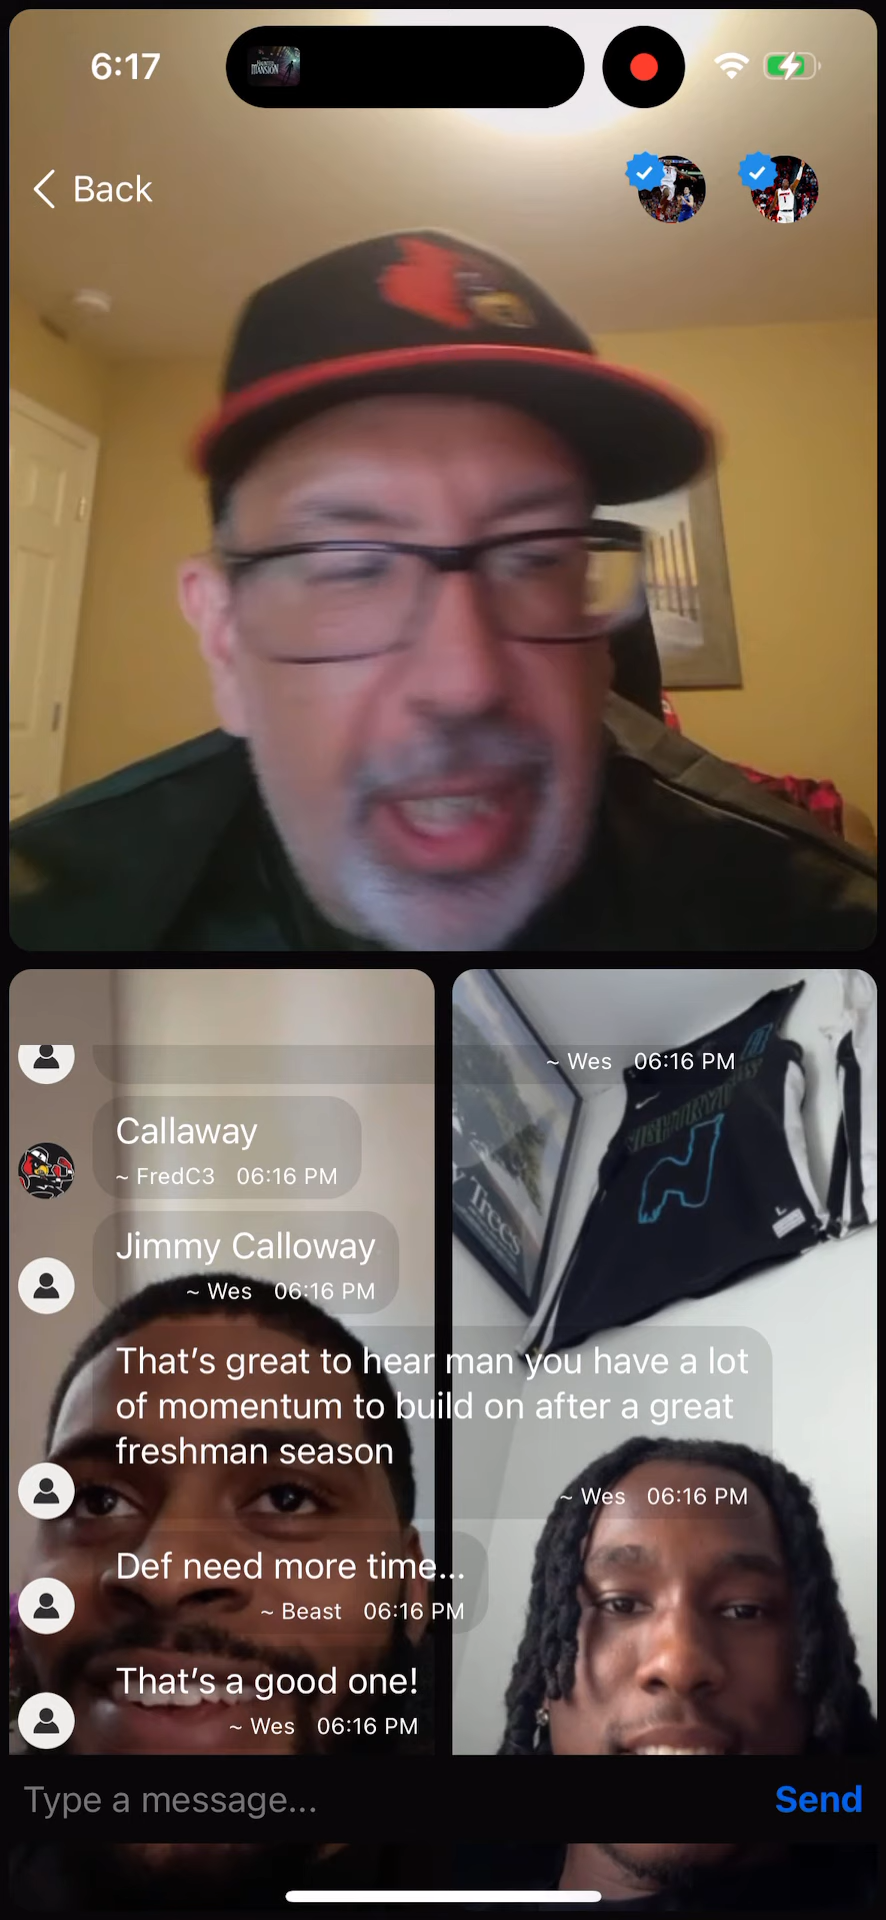 6:17
MANSION
Back
1
~ Wes 06:16 PM
Callaway
~ FredC3 06:16 PM
Jimmy Calloway
~ Wes 06:16 PM
That's great to hear man you have a lot
of momentum to build on after a great
freshman season
~ Wes 06:16 PM
Def need more time...
~ Beast 06:16 PM
That's a good one!
~ Wes 06:16 PM
Trees
Type a message...
Send